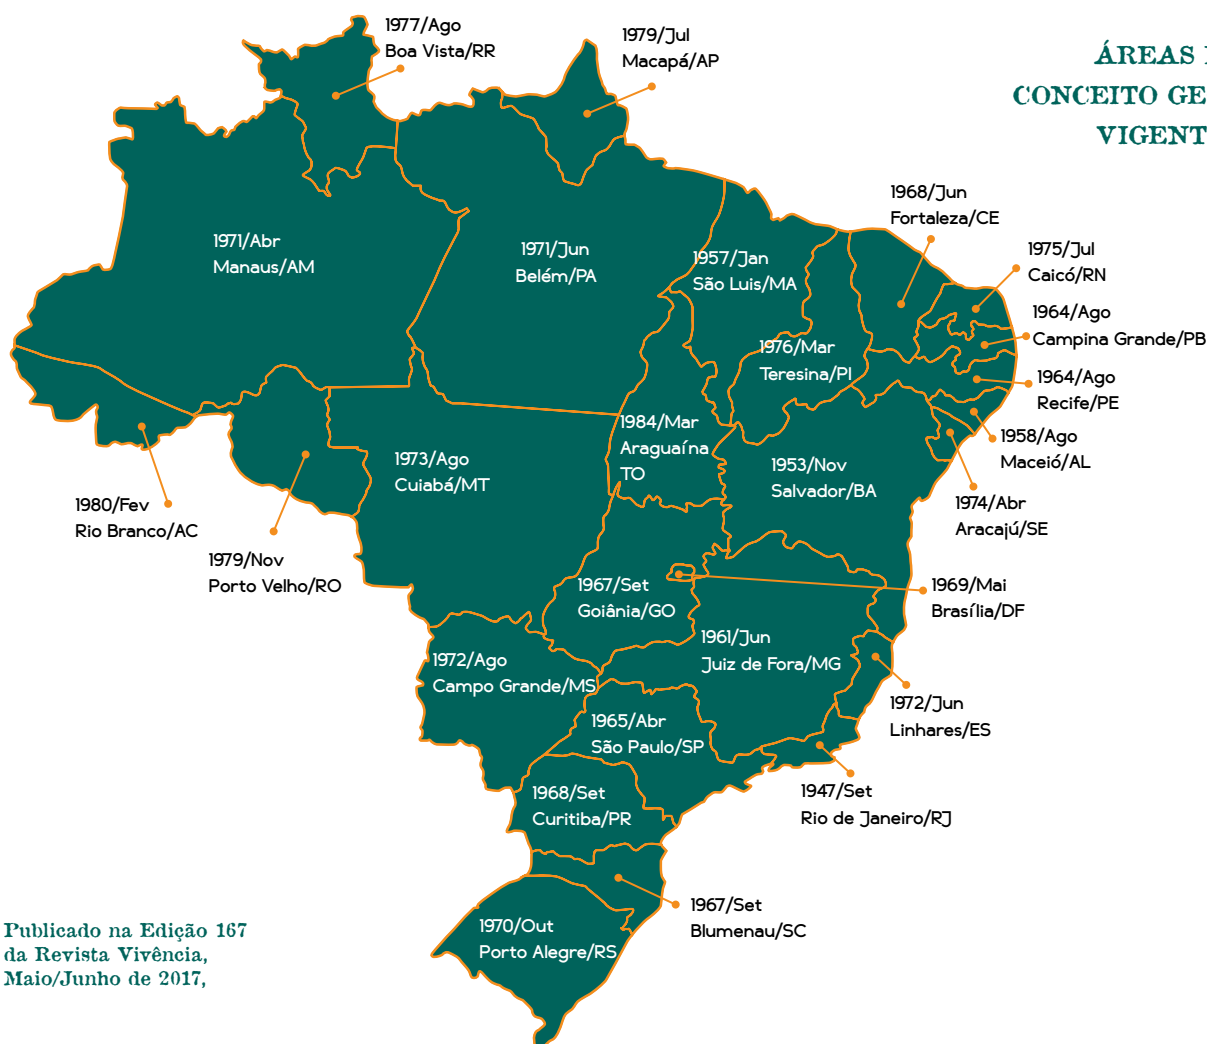 1977/Ago
Boa Vista/RR
1979/Jul
Macapá/AP
ÁREAS
CONCEITO
1968/Jun
Fortaleza/CE
1971/Abr
Manaus/AM
1971/Jun
Belém/PA
1957/Jan
São Luis/MA
1975/Jul
Caicó/RN
1964/Ago
Campina Grande/PB
1976/Mar
Teresina/PI
1964/Ago
Recife/PE
1984/Mar
Araguaína
TO
1958/Ago
Maceió/AL
1973/Ago
Cuiabá/MT
1953/Nov
Salvador/BA
1980/Fev
Rio Branco/AC
1974/Abr
Aracajú/SE
1979/Nov
Porto Velho/RO
1967/Set
Goiânia/GO
1969/Mai
Brasília/DF
1961/Jun
Juiz de Fora/MG
1972/Ago
Campo Grande/MS
1972/Jun
Linhares/ES
1965/Abr
São Paulo/SP
1968/Set
Curitiba/PR
1947/Set
Rio de Janeiro/RJ
1967/Set
Blumenau/SC
1970/Out
Porto Alegre/RS
Publicado na Edição 167
da Revista Vivência,
Maio/Junho de 2017,